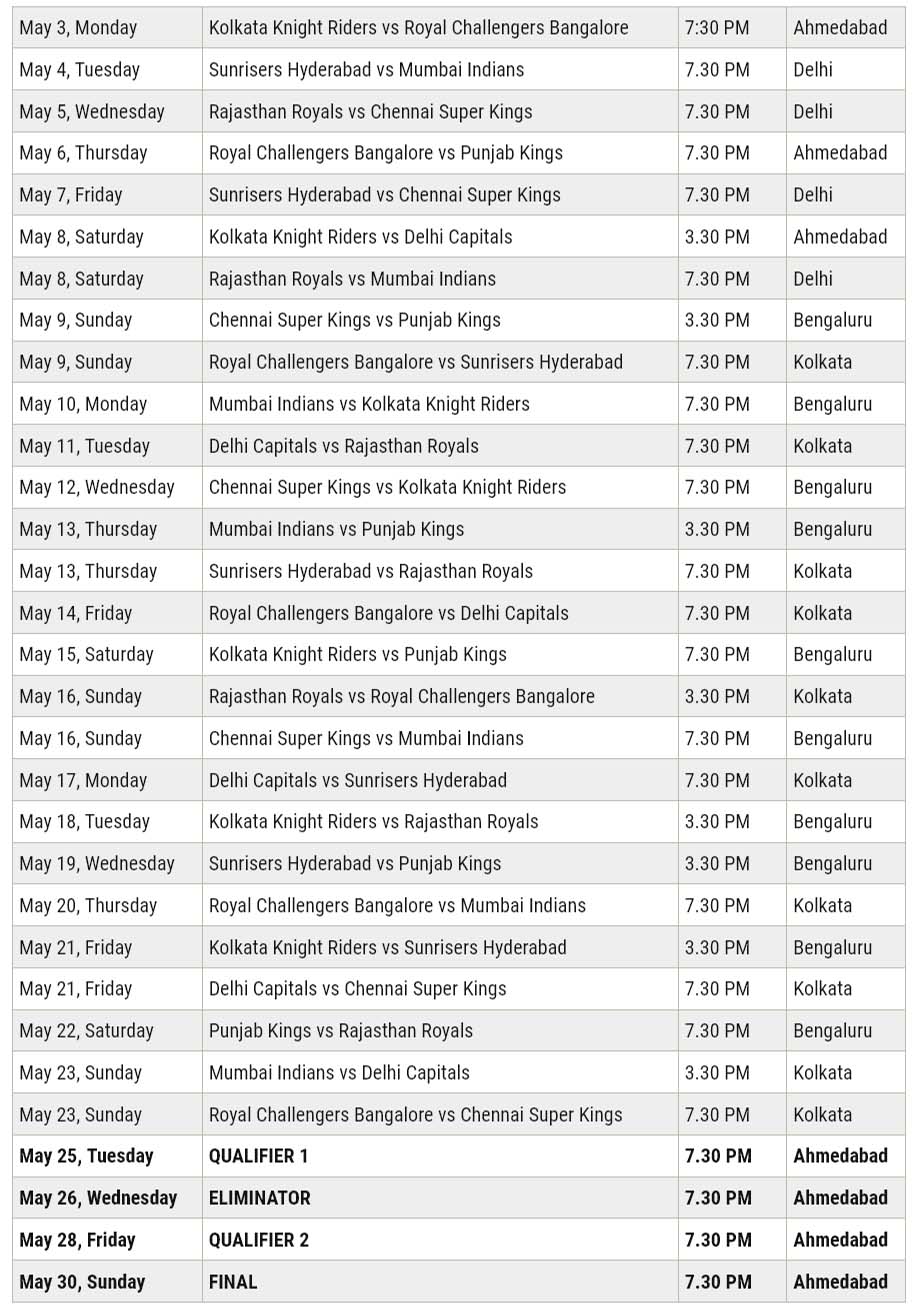 May 3, Monday Kolkata Knight Riders vs Royal Challengers Bangalore 7:30 PM Ahmedabad
May 4, Tuesday Sunrisers Hyderabad vs Mumbai Indians 7.30 PM Delhi
May 5, Wednesday Rajasthan Royals vs Chennai Super Kings 7.30 PM Delhi
May 6, Thursday Royal Challengers Bangalore vs Punjab Kings 7.30 PM Ahmedabad
May 7, Friday Sunrisers Hyderabad vs Chennai Super Kings 7.30 PM Delhi
May 8, Saturday Kolkata Knight Riders vs Delhi Capitals 3.30 PM Ahmedabad
May 8, Saturday Rajasthan Royals vs Mumbai Indians 7.30 PM Delhi
May 9, Sunday Chennai Super Kings vs Punjab Kings 3.30 PM Bengaluru
May 9, Sunday Royal Challengers Bangalore vs Sunrisers Hyderabad 7.30 PM Kolkata
May 10, Monday Mumbai Indians vs Kolkata Knight Riders 7.30 PM Bengaluru
May 11, Tuesday Delhi Capitals vs Rajasthan Royals 7.30 PM Kolkata
May 12, Wednesday Chennai Super Kings vs Kolkata Knight Riders 7.30 PM Bengaluru
May 13, Thursday Mumbai Indians vs Punjab Kings 3.30 PM Bengaluru
May 13, Thursday Sunrisers Hyderabad vs Rajasthan Royals 7.30 PM Kolkata
May 14, Friday Royal Challengers Bangalore vs Delhi Capitals 7.30 PM Kolkata
May 15, Saturday Kolkata Knight Riders vs Punjab Kings 7.30 PM Bengaluru
May 16, Sunday Rajasthan Royals vs Royal Challengers Bangalore 3.30 PM Kolkata
May 16, Sunday Chennai Super Kings vs Mumbai Indians 7.30 PM Bengaluru
May 17, Monday Delhi Capitals vs Sunrisers Hyderabad 7.30 PM Kolkata
May 18, Tuesday Kolkata Knight Riders vs Rajasthan Royals 3.30 PM Bengaluru
May 19, Wednesday Sunrisers Hyderabad vs Punjab Kings 3.30 PM Bengaluru
May 20, Thursday Royal Challengers Bangalore vs Mumbai Indians 7.30 PM Kolkata
May 21, Friday Kolkata Knight Riders vs Sunrisers Hyderabad 3.30 PM Bengaluru
May 21, Friday Delhi Capitals vs Chennai Super Kings 7.30 PM Kolkata
May 22, Saturday Punjab Kings vs Rajasthan Royals 7.30 PM Bengaluru
May 23, Sunday Mumbai Indians vs Delhi Capitals 3.30 PM Kolkata
May 23, Sunday Royal Challengers Bangalore vs Chennai Super Kings 7.30 PM Kolkata
May 25, Tuesday QUALIFIER 1 7.30 PM Ahmedabad
May 26, Wednesday ELIMINATOR 7.30 PM Ahmedabad
May 28, Friday QUALIFIER 2 7.30 PM Ahmedabad
May 30, Sunday FINAL 7.30 PM Ahmedabad